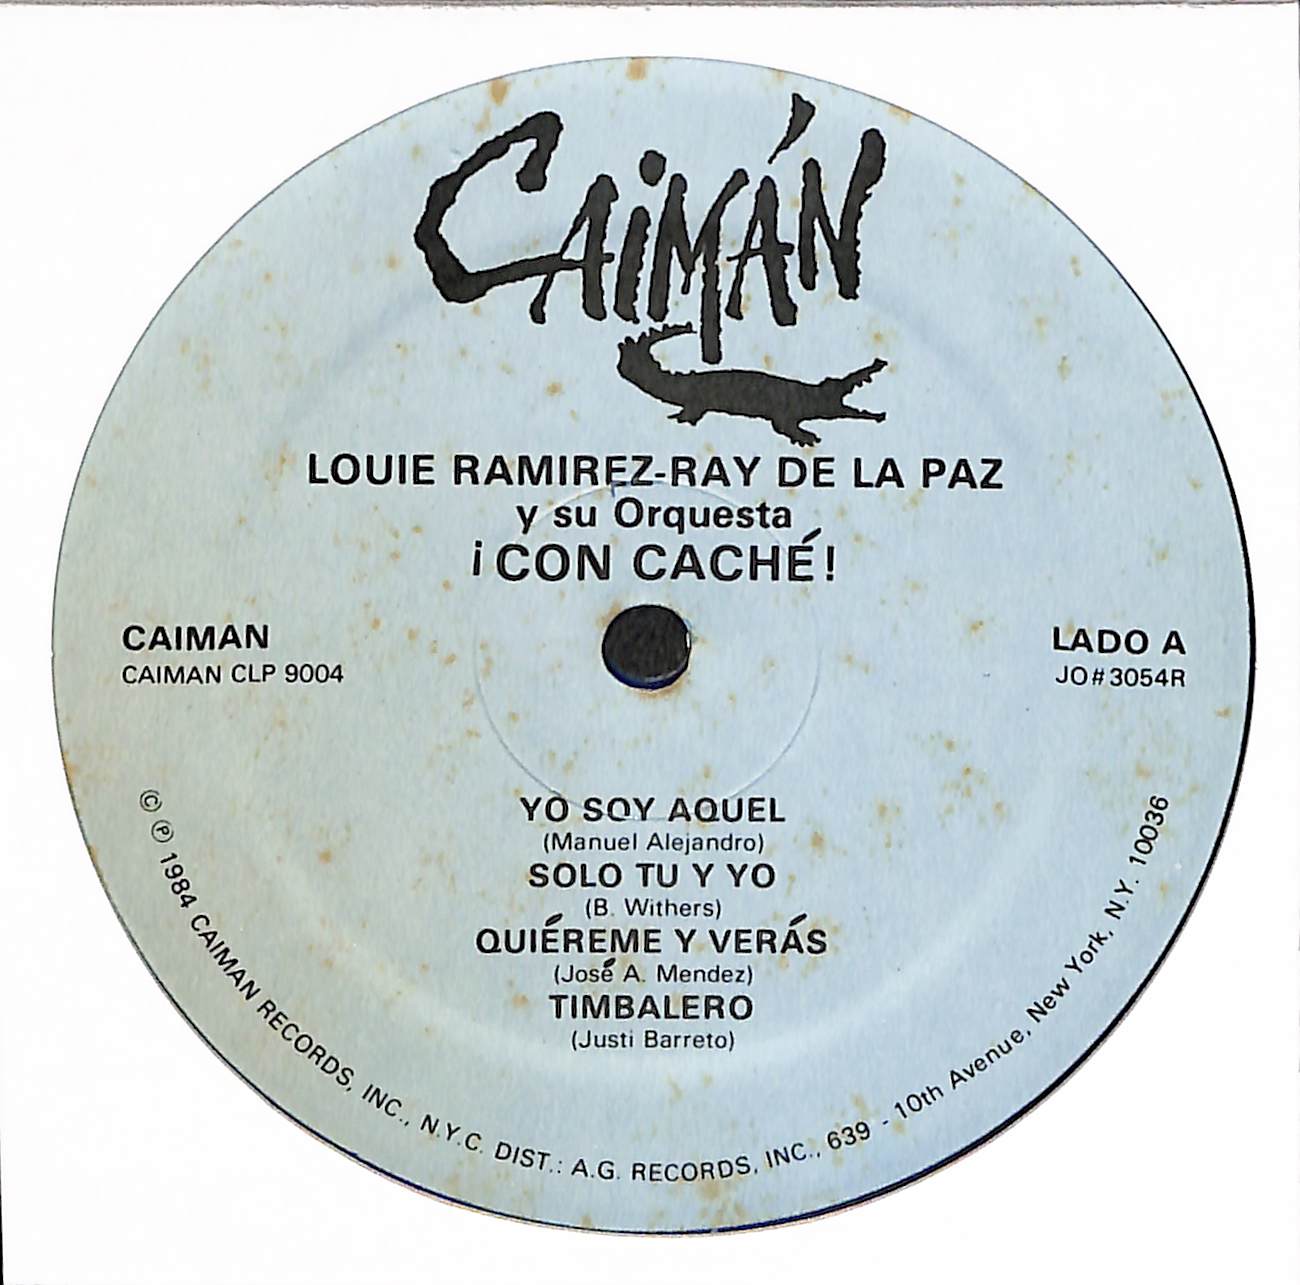 CAIMÁN
LOUIE RAMIREZ-RAY DE LA PAZ
y su Orquesta
¡CON CACHÉ!
CAIMAN
CAIMAN CLP 9004
LADO A
JO#3054R
YO SOY AQUEL
(Manuel Alejandro)
SOLO TU Y YO
(B. Withers)
QUIÉREME Y VERÁS
(José A. Mendez)
TIMBALERO
(Justi Barreto)
© ℗ 1984 CAIMAN RECORDS, INC., N.Y.C. DIST.: A.G. RECORDS, INC., 639 - 10th Avenue, New York, N.Y. 10036